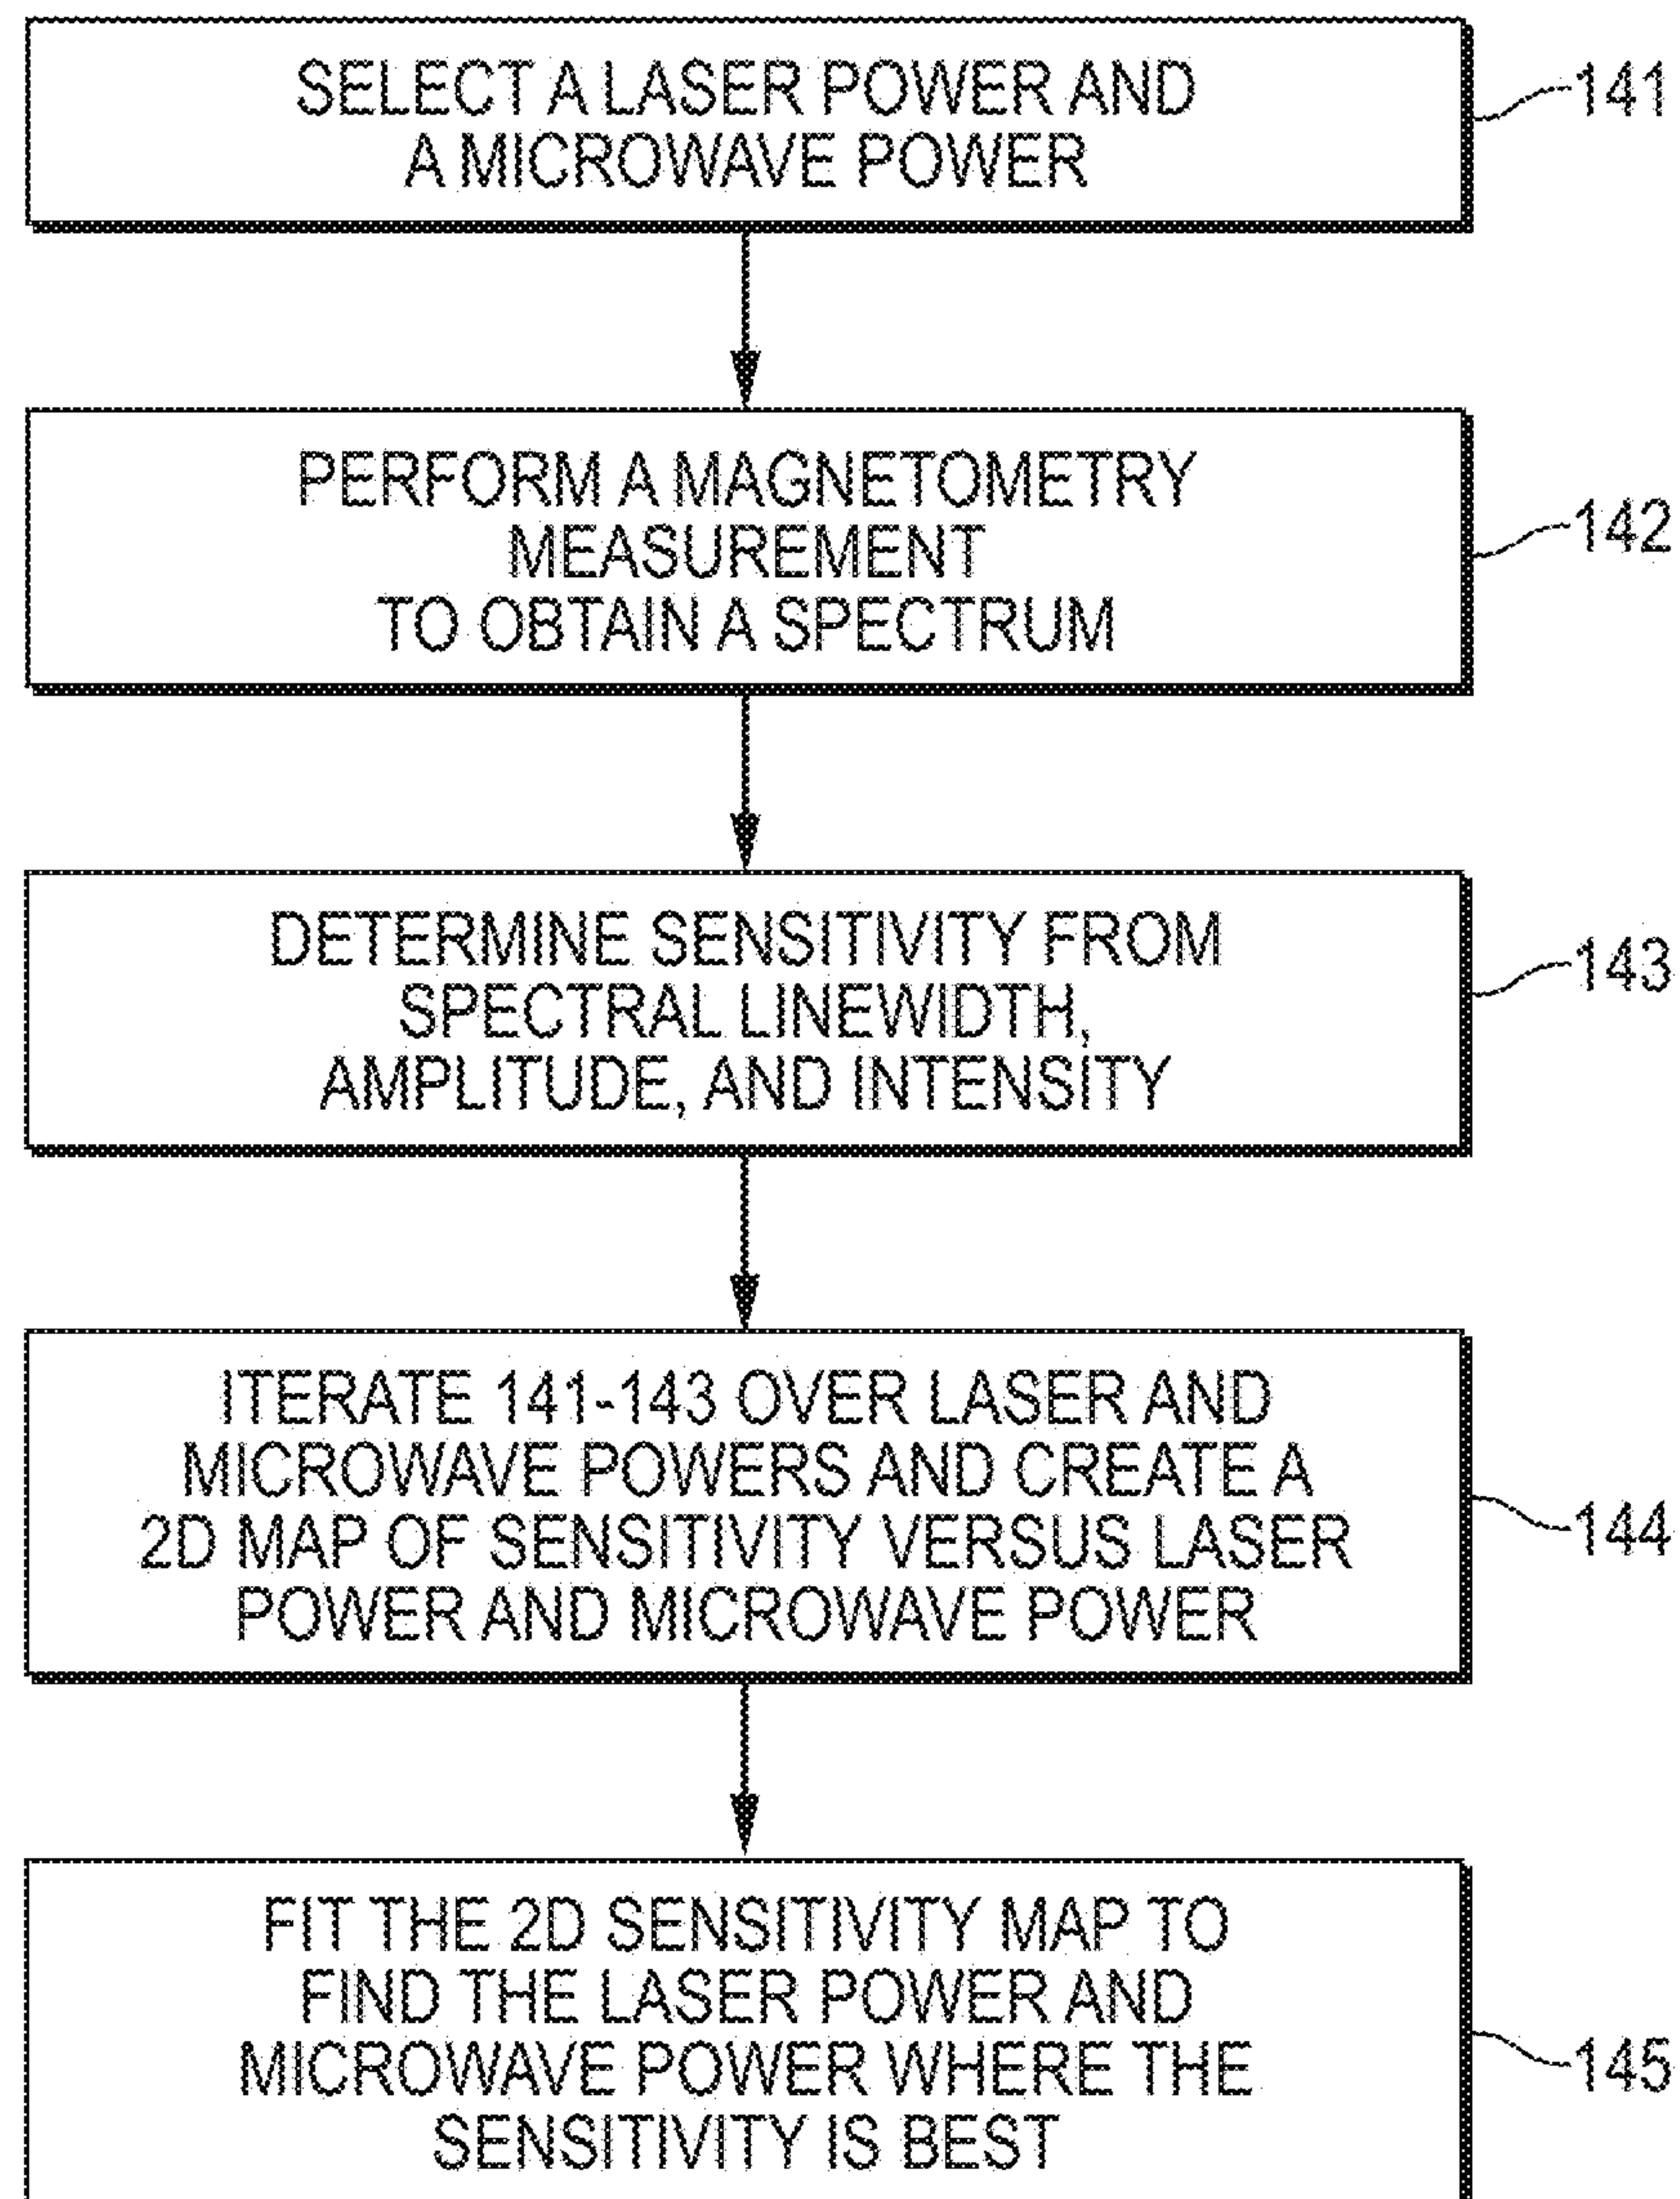 SELECT A LASER POWER AND
A MICROWAVE POWER
141
PERFORM A MAGNETOMETRY
MEASUREMENT
TO OBTAIN A SPECTRUM
142
DETERMINE SENSITIVITY FROM
SPECTRAL LINEWIDTH,
AMPLITUDE, AND INTENSITY
143
ITERATE 141-143 OVER LASER AND
MICROWAVE POWERS AND CREATE A
2D MAP OF SENSITIVITY VERSUS LASER
POWER AND MICROWAVE POWER
144
FIT THE 2D SENSITIVITY MAP TO
FIND THE LASER POWER AND
MICROWAVE POWER WHERE THE
SENSITIVITY IS BEST
145